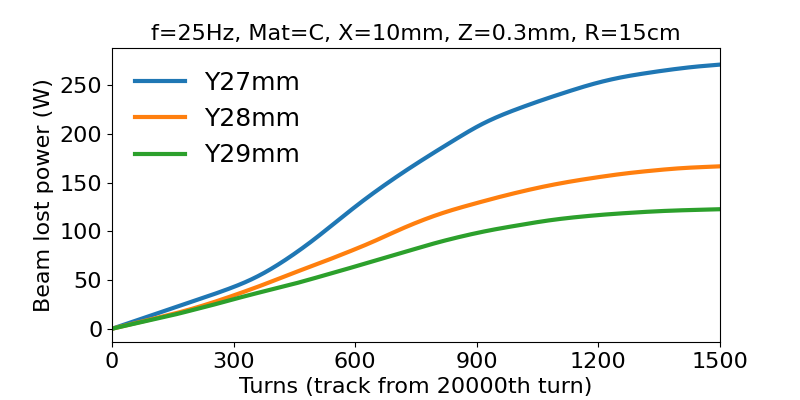 f=25Hz, Mat=C, X=10mm, Z=0.3mm, R=15cm
Beam lost power (W)
250
200
150
100
50
0
Y27mm
Y28mm
Y29mm
0 300 600 900 1200 1500
Turns (track from 20000th turn)